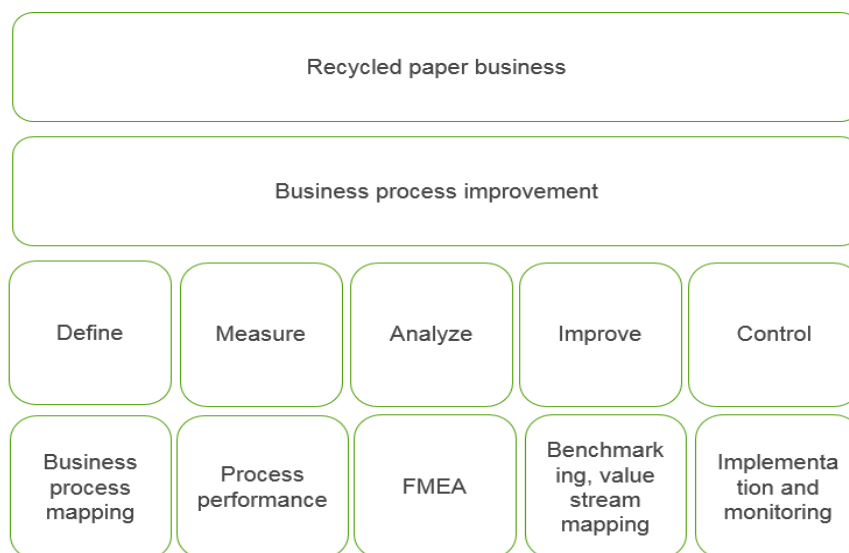 Recycled paper business
Business process improvement
Define
Measure
Analyze
Improve
Control
Business
process
mapping
Process
performance
FMEA
Benchmark
ing, value
stream
mapping
Implementa
tion and
monitoring